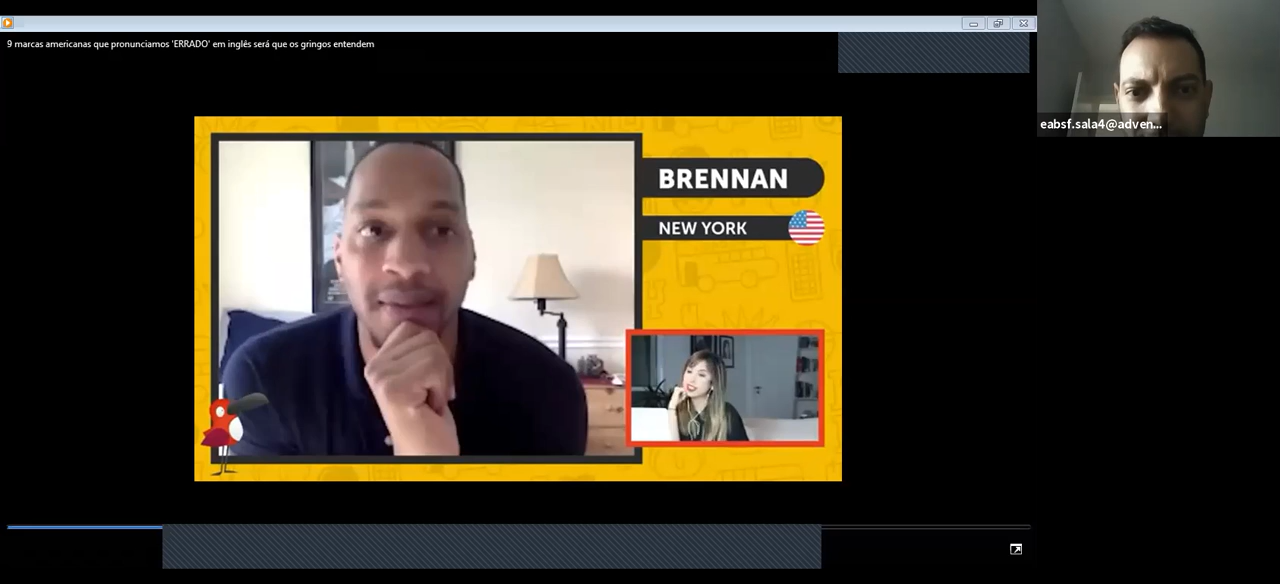 9 marcas americanas que pronunciamos 'ERRADO' em inglês será que os gringos entendem
eabsf.sala4@adven...
BRENNAN
NEW YORK